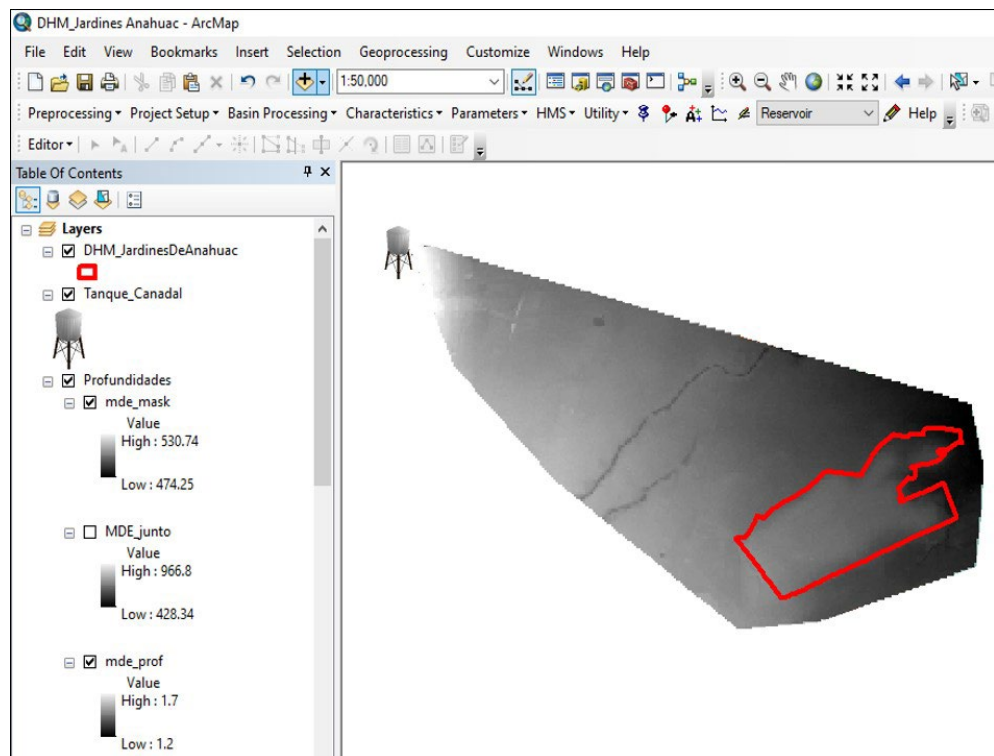 DHM_Jardines Anahuac - ArcMap
File Edit View Bookmarks Insert Selection Geoprocessing Customize Windows Help
1:50,000
Preprocessing Project Setup Basin Processing Characteristics Parameters HMS Utility Reservoir Help
Editor
Table Of Contents
Layers
DHM_JardinesDeAnahuac
Tanque_Canadal
Profundidades
mde_mask
Value
High : 530.74
Low : 474.25
MDE_junto
Value
High : 966.8
Low : 428.34
mde_prof
Value
High : 1.7
Low : 1.2